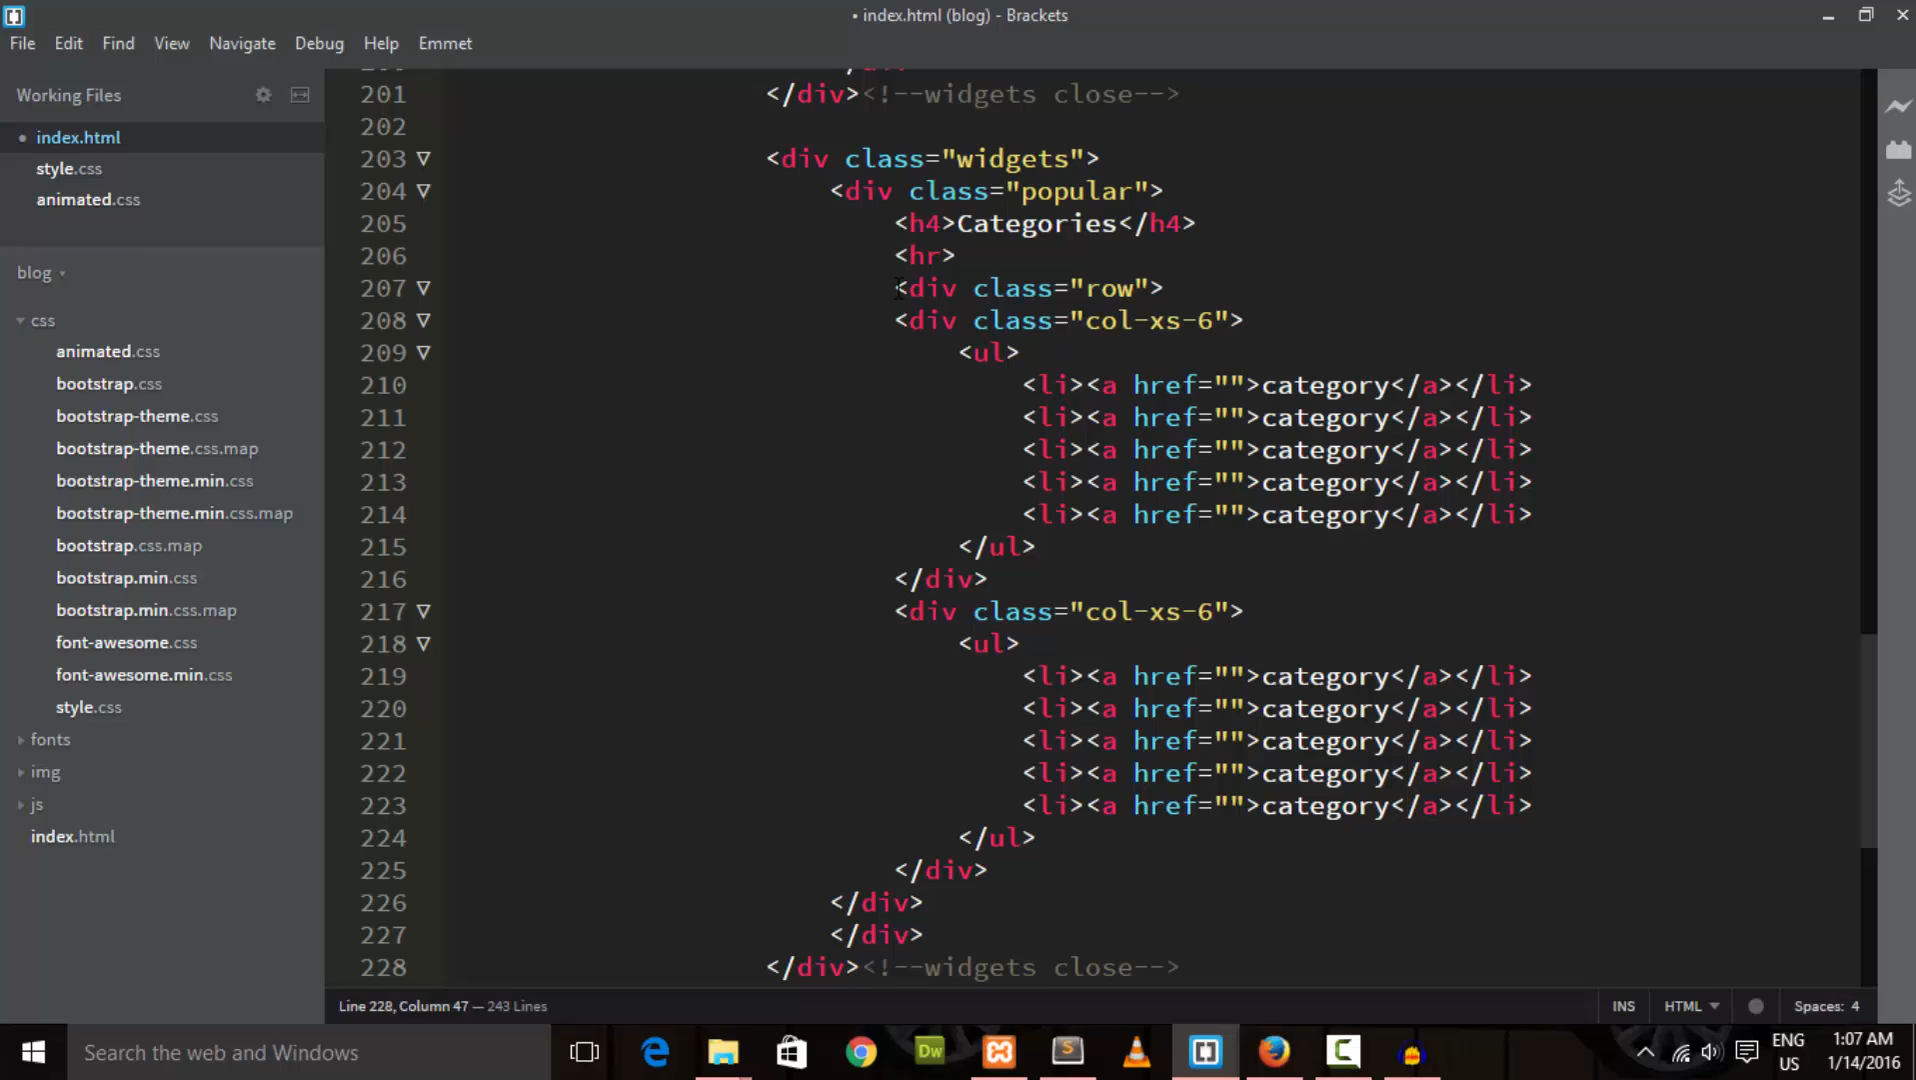 • index.html (blog) - Brackets
File Edit Find View Navigate Debug Help Emmet
Working Files
• index.html
style.css
animated.css
blog
css
animated.css
bootstrap.css
bootstrap-theme.css
bootstrap-theme.css.map
bootstrap-theme.min.css
bootstrap-theme.min.css.map
bootstrap.css.map
bootstrap.min.css
bootstrap.min.css.map
font-awesome.css
font-awesome.min.css
style.css
fonts
img
js
index.html
201 </div><!--widgets close-->
202
203 <div class="widgets">
204 <div class="popular">
205 <h4>Categories</h4>
206 <hr>
207 <div class="row">
208 <div class="col-xs-6">
209 <ul>
210 <li><a href="">category</a></li>
211 <li><a href="">category</a></li>
212 <li><a href="">category</a></li>
213 <li><a href="">category</a></li>
214 <li><a href="">category</a></li>
215 </ul>
216 </div>
217 <div class="col-xs-6">
218 <ul>
219 <li><a href="">category</a></li>
220 <li><a href="">category</a></li>
221 <li><a href="">category</a></li>
222 <li><a href="">category</a></li>
223 <li><a href="">category</a></li>
224 </ul>
225 </div>
226 </div>
227 </div>
228 </div><!--widgets close-->
Line 228, Column 47 — 243 Lines
INS HTML Spaces: 4
Search the web and Windows
Dw
ENG
US
1:07 AM
1/14/2016